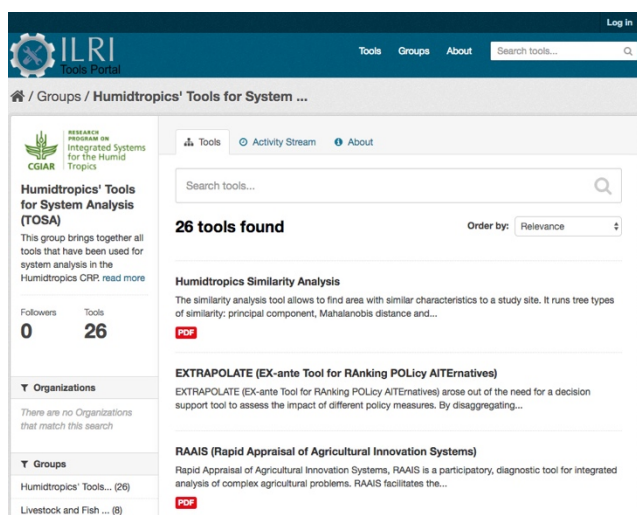 Log in
ILRI
Tools Portal
Tools Groups About Search tools...
/ Groups / Humidtropics' Tools for System ...
RESEARCH
PROGRAM ON
Integrated Systems
for the Humid
Tropics
CGIAR
Humidtropics' Tools
for System Analysis
(TOSA)
This group brings together all
tools that have been used for
system analysis in the
Humidtropics CRP. read more
Followers Tools
0 26
Organizations
There are no Organizations
that match this search
Groups
Humidtropics' Tools... (26)
Livestock and Fish ... (8)
Tools Activity Stream About
Search tools...
26 tools found Order by: Relevance
Humidtropics Similarity Analysis
The similarity analysis tool allows to find area with similar characteristics to a study site. It runs tree types
of similarity: principal component, Mahalanobis distance and...
PDF
EXTRAPOLATE (EX-ante Tool for RAnking POLicy AlTErnatives)
EXTRAPOLATE (EX-ante Tool for RAnking POLicy AlTErnatives) arose out of the need for a decision
support tool to assess the impact of different policy measures. By disaggregating...
RAAIS (Rapid Appraisal of Agricultural Innovation Systems)
Rapid Appraisal of Agricultural Innovation Systems, RAAIS is a participatory, diagnostic tool for integrated
analysis of complex agricultural problems. RAAIS facilitates the...
PDF